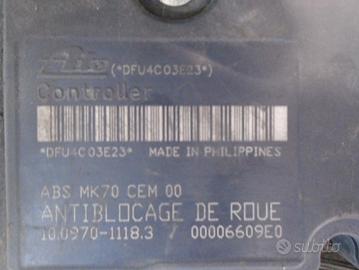 Ate (*DFU4C03E23*)
Controller
*DFU4C03E23* MADE IN PHILIPPINES
ABS MK70 CEM 00
ANTIBLOCAGE DE ROUE
10.0970-1118.3 / 00006609E0
subito